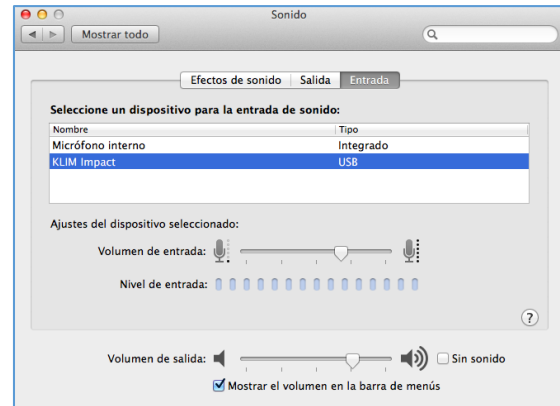 Sonido
Mostrar todo
Efectos de sonido Salida Entrada
Seleccione un dispositivo para la entrada de sonido:
Nombre Tipo
Micrófono interno Integrado
KLIM Impact USB
Ajustes del dispositivo seleccionado:
Volumen de entrada:
Nivel de entrada:
?
Volumen de salida: Sin sonido
Mostrar el volumen en la barra de menús